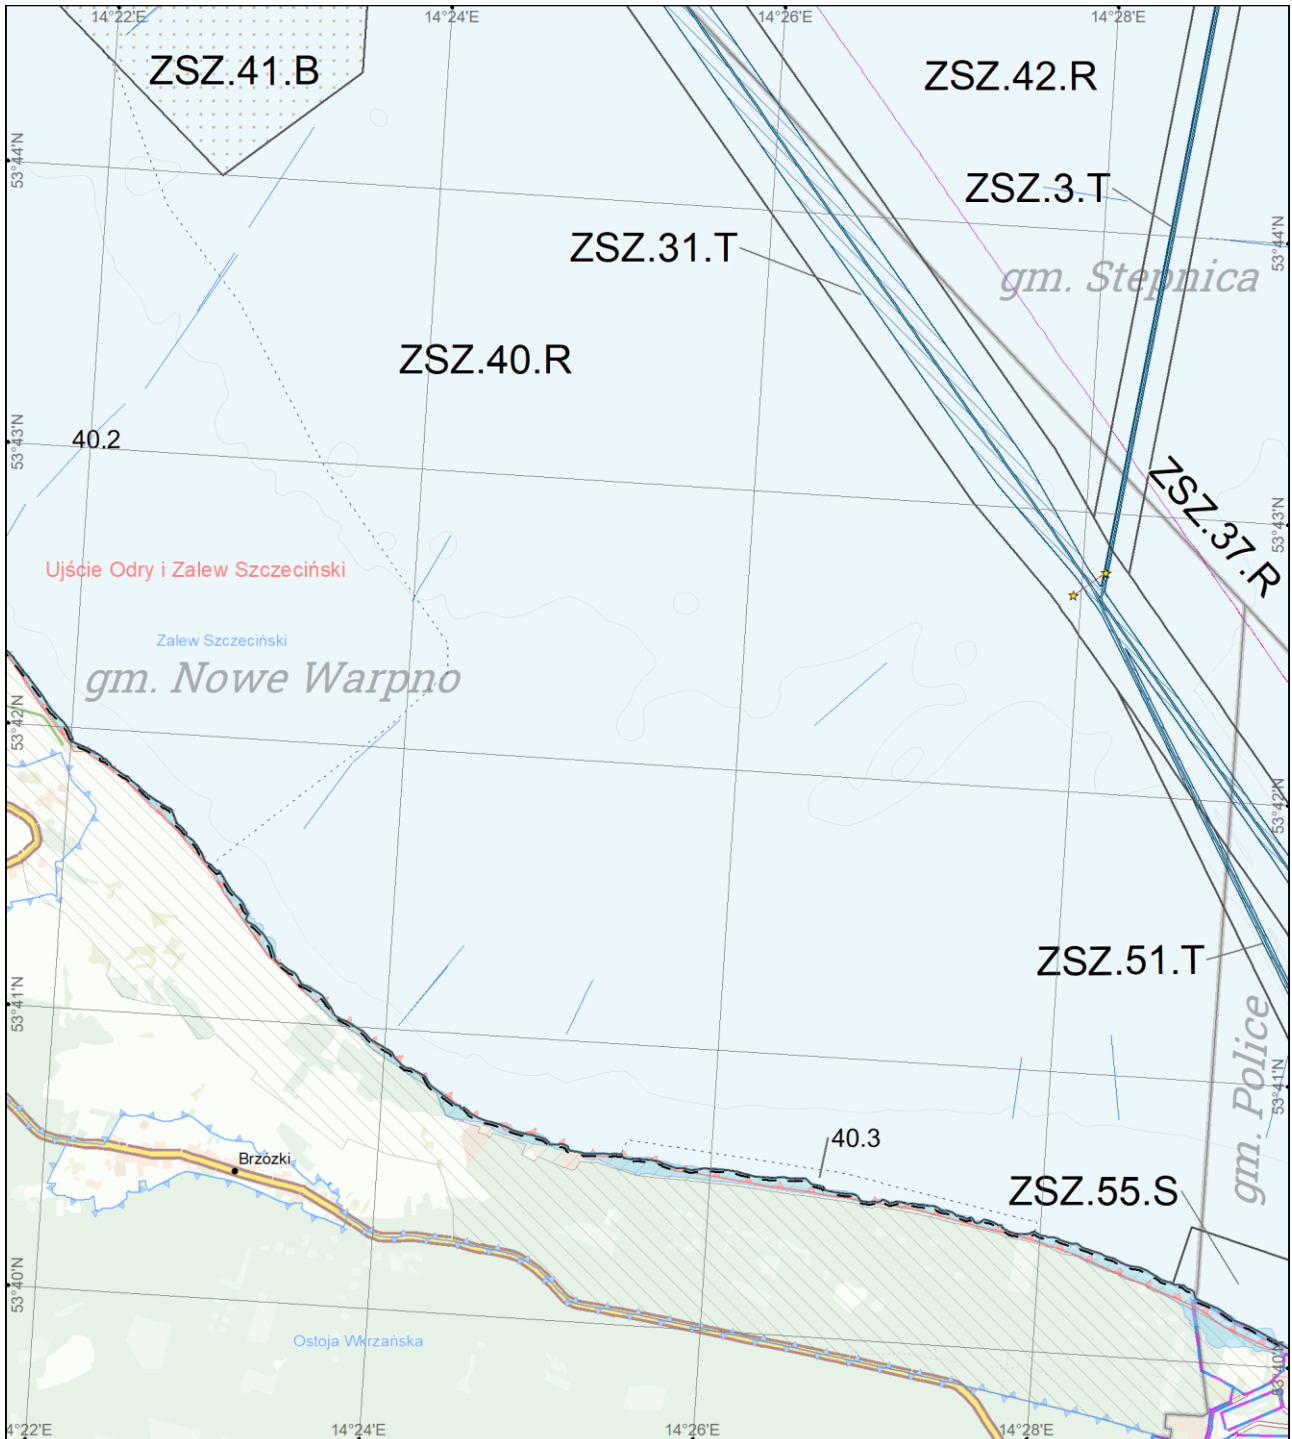 14°22'E
14°24'E
14°26'E
14°28'E
ZSZ.41.B
ZSZ.42.R
53°44'N
ZSZ.3.T
ZSZ.31.T
53°44'N
gm. Stepnica
ZSZ.40.R
53°43'N
40.2
ZSZ.37.R
53°43'N
Ujście Odry i Zalew Szczeciński
Zalew Szczeciński
gm. Nowe Warpno
53°42'N
53°42'N
ZSZ.51.T
53°41'N
gm. Police
53°41'N
40.3
Brzózki
ZSZ.55.S
53°40'N
Ostoja Wkrzańska
53°40'N
4°22'E
14°24'E
14°26'E
14°28'E